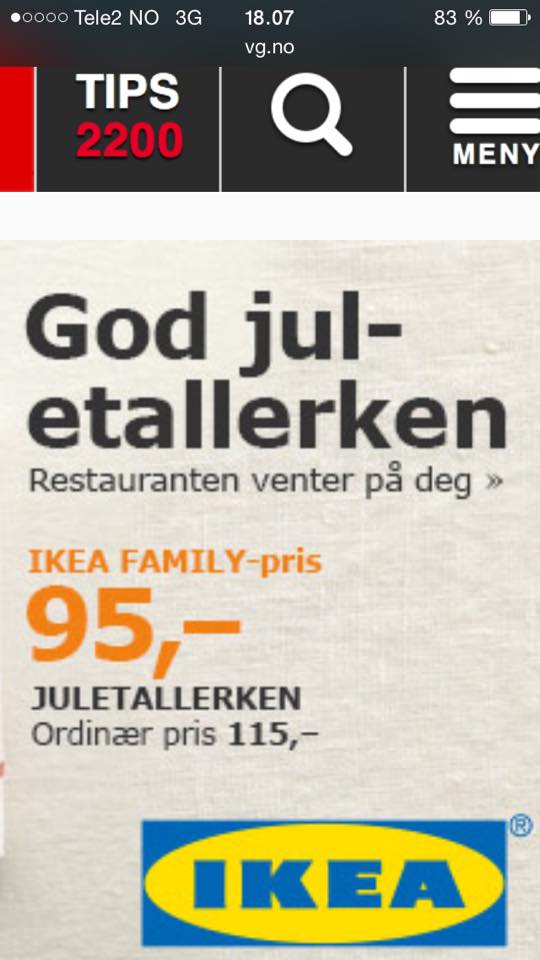 Tele2 NO 3G 18.07 83 %
vg.no
TIPS
2200
MENY
God jul-
etallerken
Restauranten venter på deg »
IKEA FAMILY-pris
95,–
JULETALLERKEN
Ordinær pris 115,–
IKEA ®